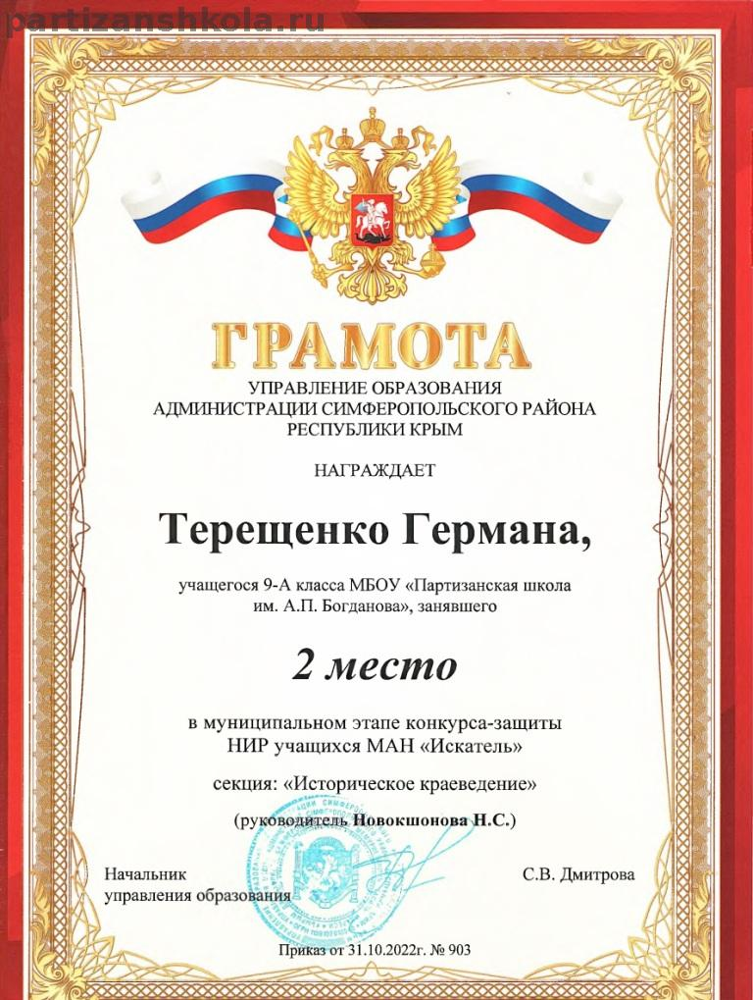 partizanshkola.ru
ГРАМОТА
УПРАВЛЕНИЕ ОБРАЗОВАНИЯ
АДМИНИСТРАЦИИ СИМФЕРОПОЛЬСКОГО РАЙОНА
РЕСПУБЛИКИ КРЫМ
НАГРАЖДАЕТ
Терещенко Германа,
учащегося 9-А класса МБОУ «Партизанская школа
им. А.П. Богданова», занявшего
2 место
в муниципальном этапе конкурса-защиты
НИР учащихся МАН «Искатель»
секция: «Историческое краеведение»
(руководитель Новокшонова Н.С.)
Начальник
управления образования
С.В. Дмитрова
Приказ от 31.10.2022г. № 903